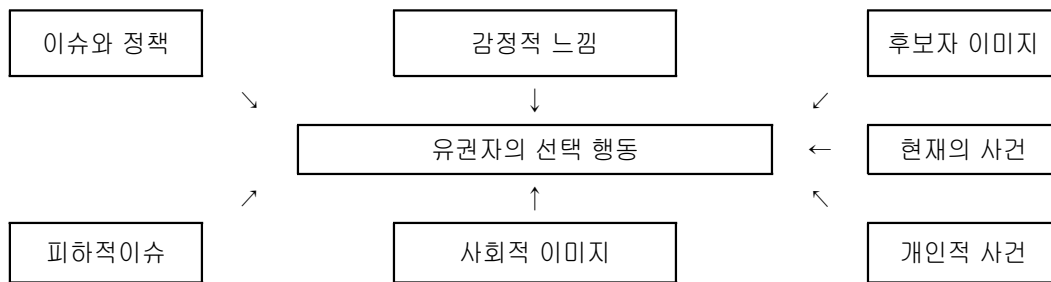 이슈와 정책
감정적 느낌
후보자 이미지
↘
↓
↙
유권자의 선택 행동
←
현재의 사건
↗
↑
↖
피하적이슈
사회적 이미지
개인적 사건